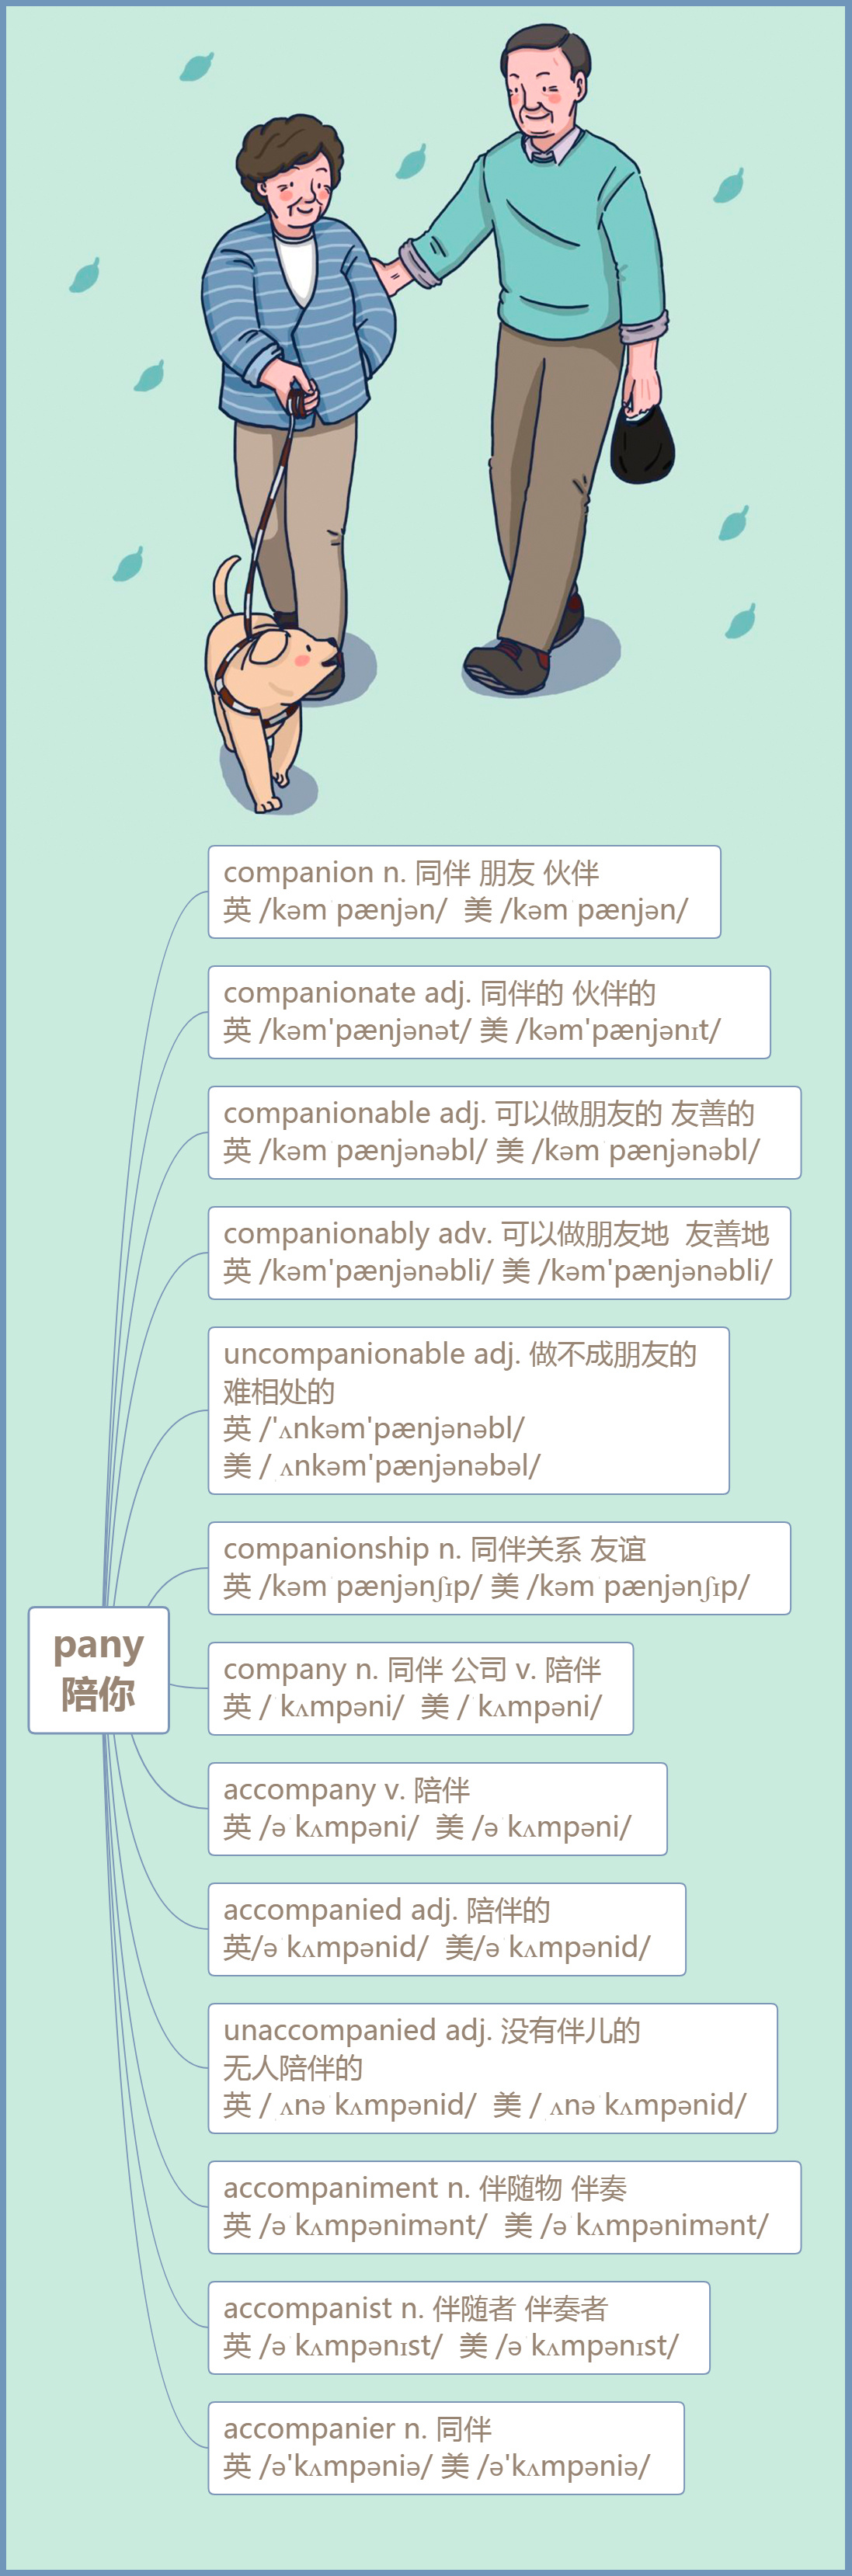 companion n. 同伴 朋友 伙伴
英 /kəmˈpænjən/  美 /kəmˈpænjən/
companionate adj. 同伴的 伙伴的
英 /kəm'pænjənət/ 美 /kəm'pænjənɪt/
companionable adj. 可以做朋友的 友善的
英 /kəmˈpænjənəbl/ 美 /kəmˈpænjənəbl/
companionably adv. 可以做朋友地  友善地
英 /kəm'pænjənəbli/ 美 /kəm'pænjənəbli/
uncompanionable adj. 做不成朋友的
难相处的
英 /'ʌnkəm'pænjənəbl/
美 /ˌʌnkəm'pænjənəbəl/
companionship n. 同伴关系 友谊
英 /kəmˈpænjənʃɪp/ 美 /kəmˈpænjənʃɪp/
pany
陪你
company n. 同伴 公司 v. 陪伴
英 /ˈkʌmpəni/  美 /ˈkʌmpəni/
accompany v. 陪伴
英 /əˈkʌmpəni/  美 /əˈkʌmpəni/
accompanied adj. 陪伴的
英/əˈkʌmpənid/  美/əˈkʌmpənid/
unaccompanied adj. 没有伴儿的
无人陪伴的
英 /ˌʌnəˈkʌmpənid/  美 /ˌʌnəˈkʌmpənid/
accompaniment n. 伴随物 伴奏
英 /əˈkʌmpənimənt/  美 /əˈkʌmpənimənt/
accompanist n. 伴随者 伴奏者
英 /əˈkʌmpənɪst/  美 /əˈkʌmpənɪst/
accompanier n. 同伴
英 /ə'kʌmpəniə/ 美 /ə'kʌmpəniə/